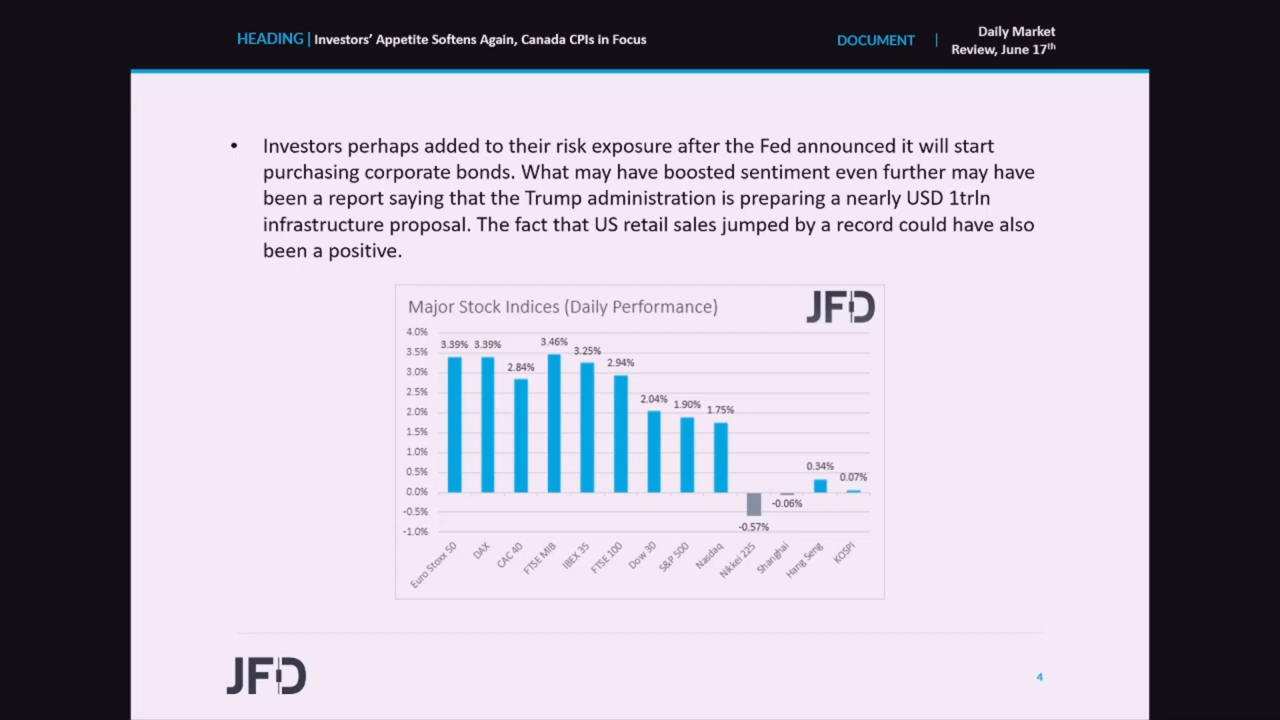 HEADING | Investors’ Appetite Softens Again, Canada CPIs in Focus
DOCUMENT | Daily Market
Review, June 17th
• Investors perhaps added to their risk exposure after the Fed announced it will start
purchasing corporate bonds. What may have boosted sentiment even further may have
been a report saying that the Trump administration is preparing a nearly USD 1trln
infrastructure proposal. The fact that US retail sales jumped by a record could have also
been a positive.
Major Stock Indices (Daily Performance)
JFD
4.0%
3.5%
3.0%
2.5%
2.0%
1.5%
1.0%
0.5%
0.0%
-0.5%
-1.0%
3.39%
3.39%
2.84%
3.46%
3.25%
2.94%
2.04%
1.90%
1.75%
-0.57%
-0.06%
0.34%
0.07%
Euro Stoxx 50
DAX
CAC 40
FTSE MIB
IBEX 35
FTSE 100
Dow 30
S&P 500
Nasdaq
Nikkei 225
Shanghai
Hang Seng
KOSPI
JFD
4